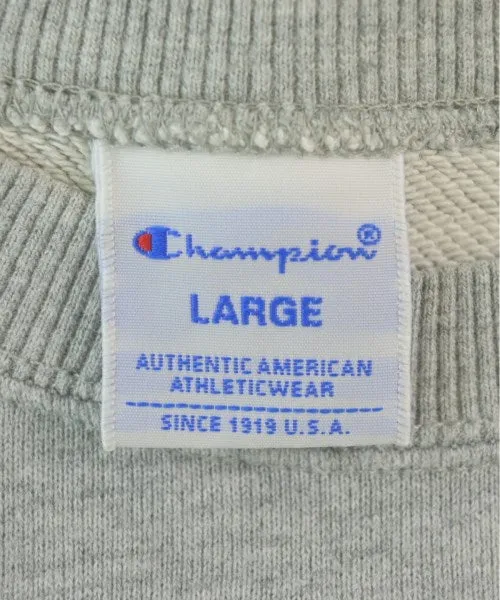 Champion®
LARGE
AUTHENTIC AMERICAN
ATHLETICWEAR
SINCE 1919 U.S.A.